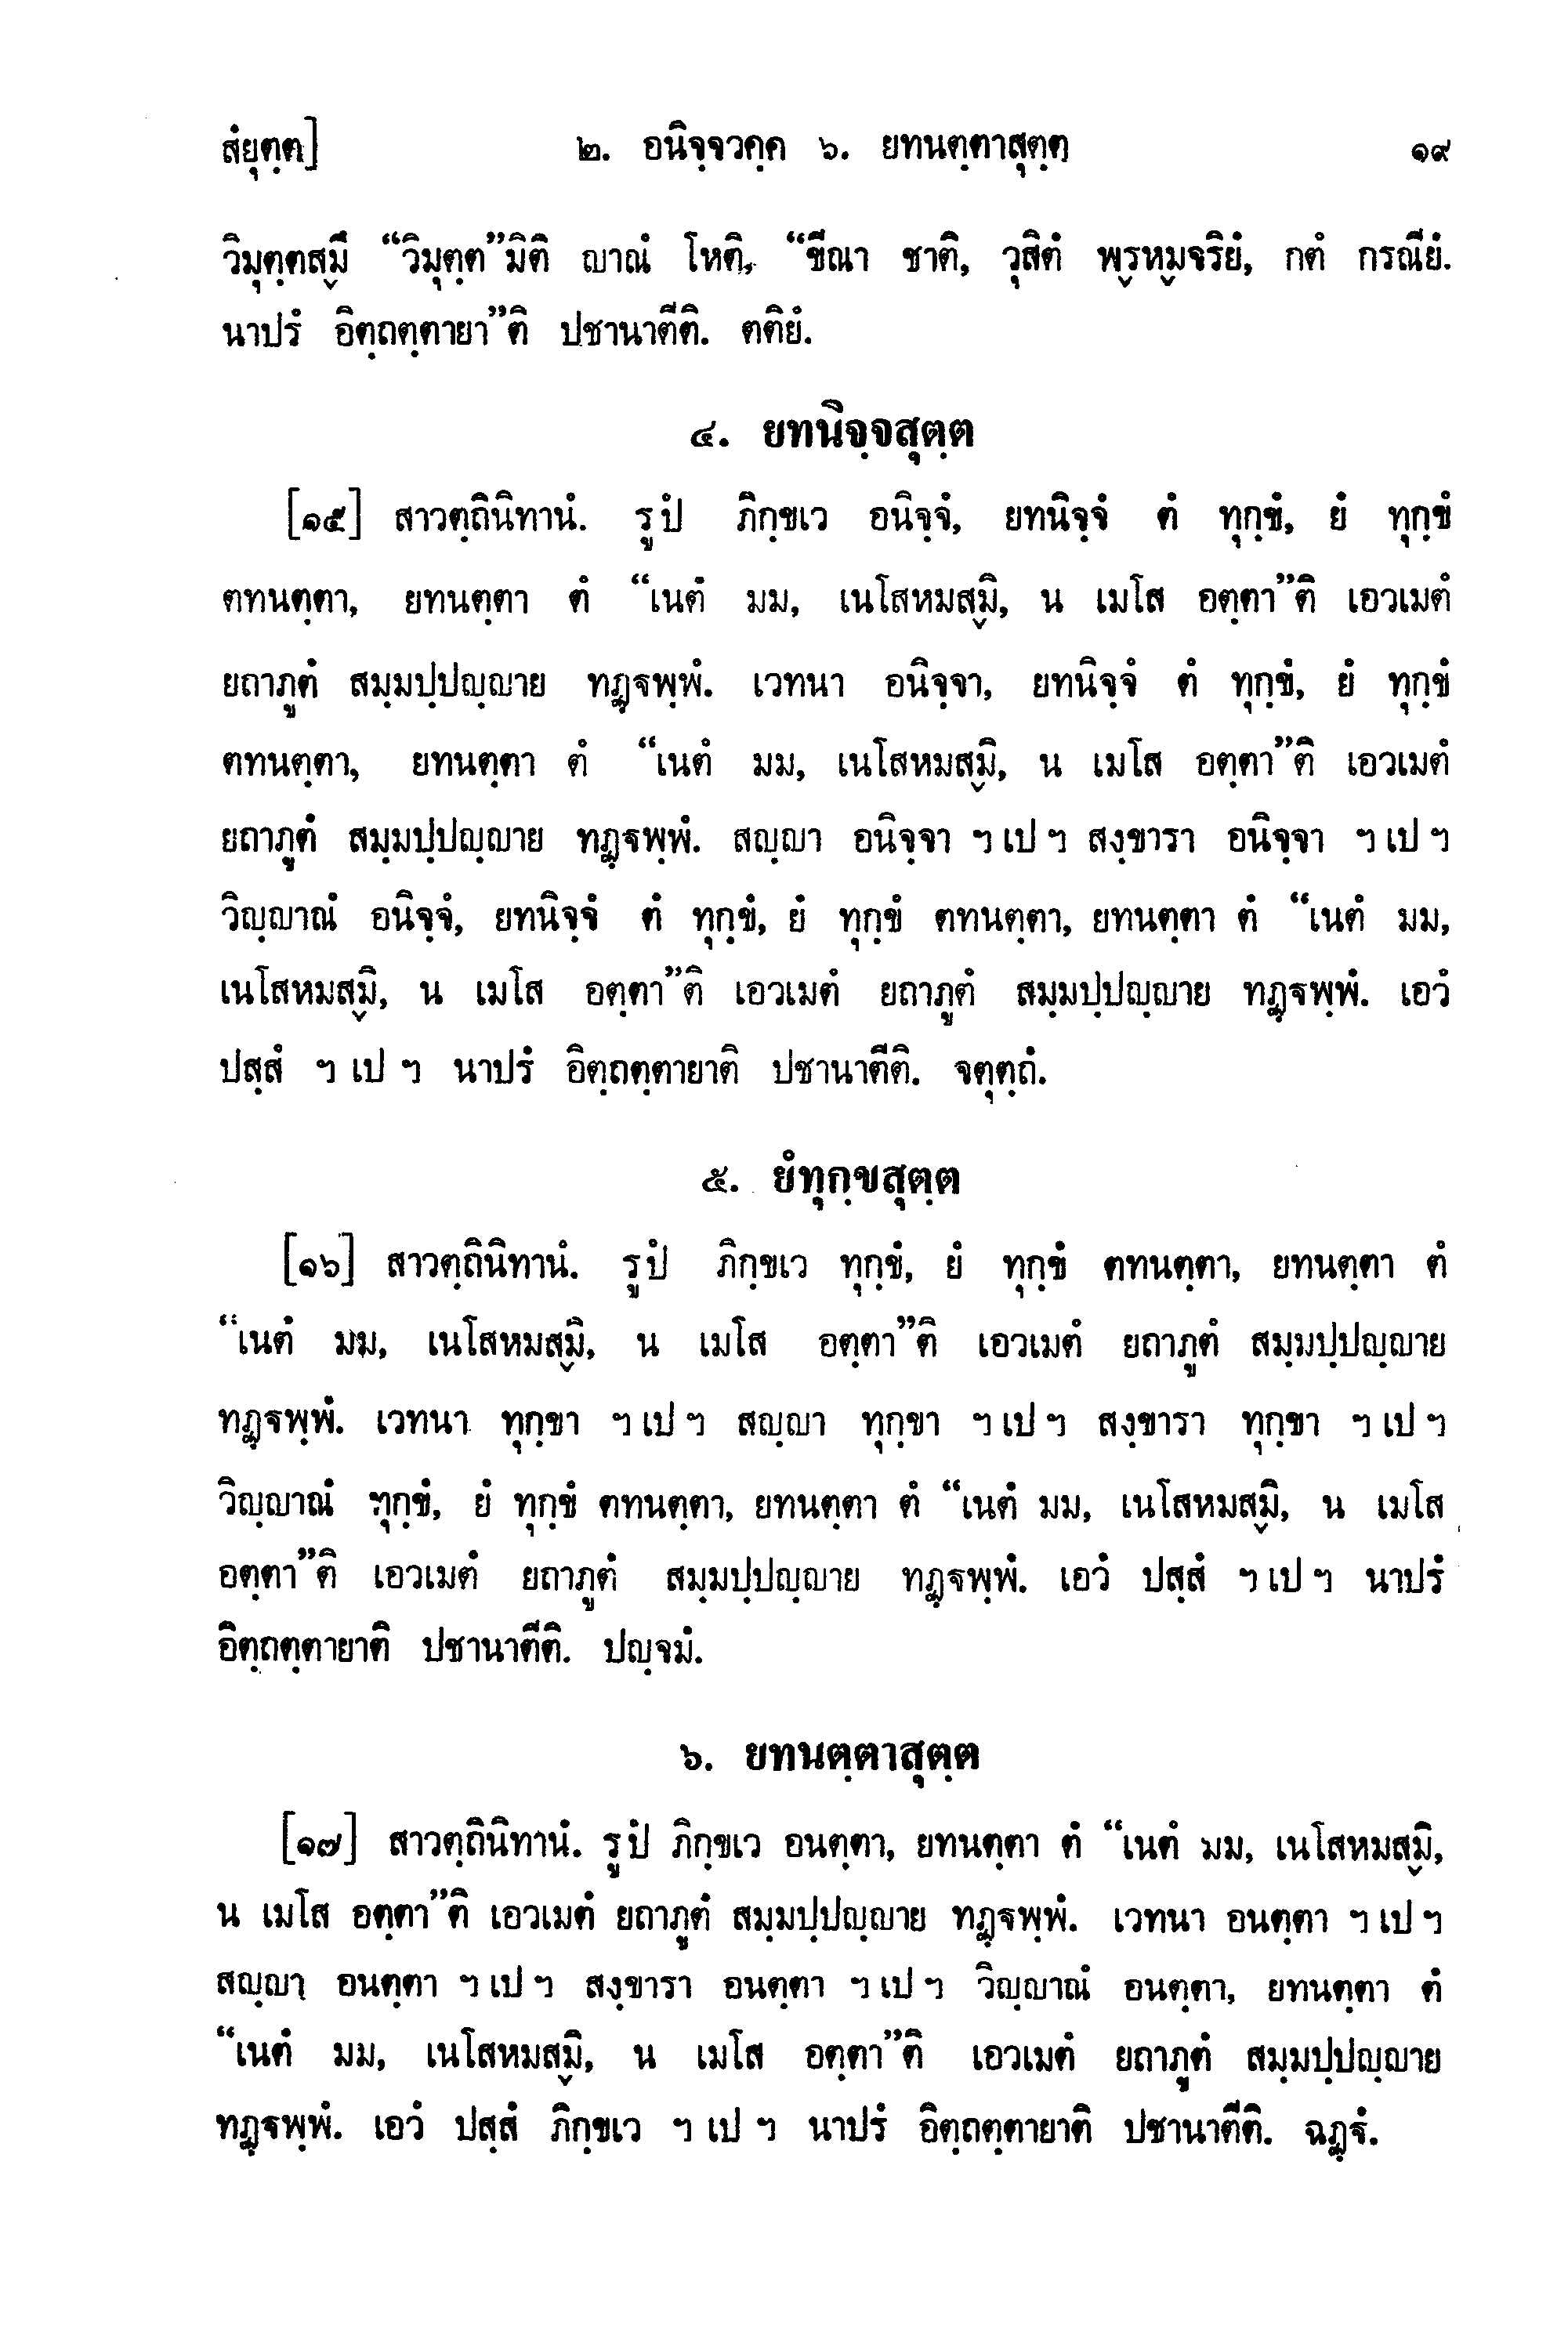 สํยุตฺต]
๒. อนิจฺจวคฺค ๖. ยทนตฺตาสุตฺต
๑๙
วิมุตฺตสฺมึ “วิมุตฺต”มิติ ญาณํ โหติ, “ขีณา ชาติ, วุสิตํ พฺรหฺมจริยํ, กตํ กรณียํ.
นาปรํ อิตฺถตฺตายา”ติ ปชานาตีติ. ตติยํ.
๔. ยทนิจฺจสุตฺต
[๑๕] สาวตฺถินิทานํ. รูปํ ภิกฺขเว อนิจฺจํ, ยทนิจฺจํ ตํ ทุกฺขํ, ยํ ทุกฺขํ
ตทนตฺตา, ยทนตฺตา ตํ “เนตํ มม, เนโสหมสฺมิ, น เมโส อตฺตา”ติ เอวเมตํ
ยถาภูตํ สมฺมปฺปญฺญาย ทฏฺฐพฺพํ. เวทนา อนิจฺจา, ยทนิจฺจํ ตํ ทุกฺขํ, ยํ ทุกฺขํ
ตทนตฺตา, ยทนตฺตา ตํ “เนตํ มม, เนโสหมสฺมิ, น เมโส อตฺตา”ติ เอวเมตํ
ยถาภูตํ สมฺมปฺปญฺญาย ทฏฺฐพฺพํ. สญฺญา อนิจฺจา ฯ เป ฯ สงฺขารา อนิจฺจา ฯ เป ฯ
วิญฺญาณํ อนิจฺจํ, ยทนิจฺจํ ตํ ทุกฺขํ, ยํ ทุกฺขํ ตทนตฺตา, ยทนตฺตา ตํ “เนตํ มม,
เนโสหมสฺมิ, น เมโส อตฺตา”ติ เอวเมตํ ยถาภูตํ สมฺมปฺปญฺญาย ทฏฺฐพฺพํ. เอวํ
ปสฺสํ ฯ เป ฯ นาปรํ อิตฺถตฺตายาติ ปชานาตีติ. จตุตฺถํ.
๕. ยํทุกฺขสุตฺต
[๑๖] สาวตฺถินิทานํ. รูปํ ภิกฺขเว ทุกฺขํ, ยํ ทุกฺขํ ตทนตฺตา, ยทนตฺตา ตํ
“เนตํ มม, เนโสหมสฺมิ, น เมโส อตฺตา”ติ เอวเมตํ ยถาภูตํ สมฺมปฺปญฺญาย
ทฏฺฐพฺพํ. เวทนา ทุกฺขา ฯ เป ฯ สญฺญา ทุกฺขา ฯ เป ฯ สงฺขารา ทุกฺขา ฯ เป ฯ
วิญฺญาณํ ทุกฺขํ, ยํ ทุกฺขํ ตทนตฺตา, ยทนตฺตา ตํ “เนตํ มม, เนโสหมสฺมิ, น เมโส
อตฺตา”ติ เอวเมตํ ยถาภูตํ สมฺมปฺปญฺญาย ทฏฺฐพฺพํ. เอวํ ปสฺสํ ฯ เป ฯ นาปรํ
อิตฺถตฺตายาติ ปชานาตีติ. ปญฺจมํ.
๖. ยทนตฺตาสุตฺต
[๑๗] สาวตฺถินิทานํ. รูปํ ภิกฺขเว อนตฺตา, ยทนตฺตา ตํ “เนตํ มม, เนโสหมสฺมิ,
น เมโส อตฺตา”ติ เอวเมตํ ยถาภูตํ สมฺมปฺปญฺญาย ทฏฺฐพฺพํ. เวทนา อนตฺตา ฯ เป ฯ
สญฺญา อนตฺตา ฯ เป ฯ สงฺขารา อนตฺตา ฯ เป ฯ วิญฺญาณํ อนตฺตา, ยทนตฺตา ตํ
“เนตํ มม, เนโสหมสฺมิ, น เมโส อตฺตา”ติ เอวเมตํ ยถาภูตํ สมฺมปฺปญฺญาย
ทฏฺฐพฺพํ. เอวํ ปสฺสํ ภิกฺขเว ฯ เป ฯ นาปรํ อิตฺถตฺตายาติ ปชานาตีติ. ฉฏฺฐํ.